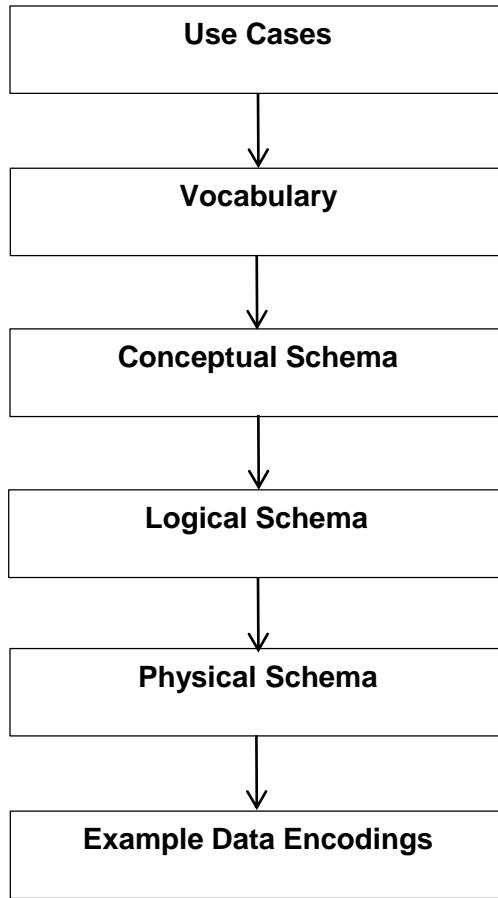 Use Cases
Vocabulary
Conceptual Schema
Logical Schema
Physical Schema
Example Data Encodings